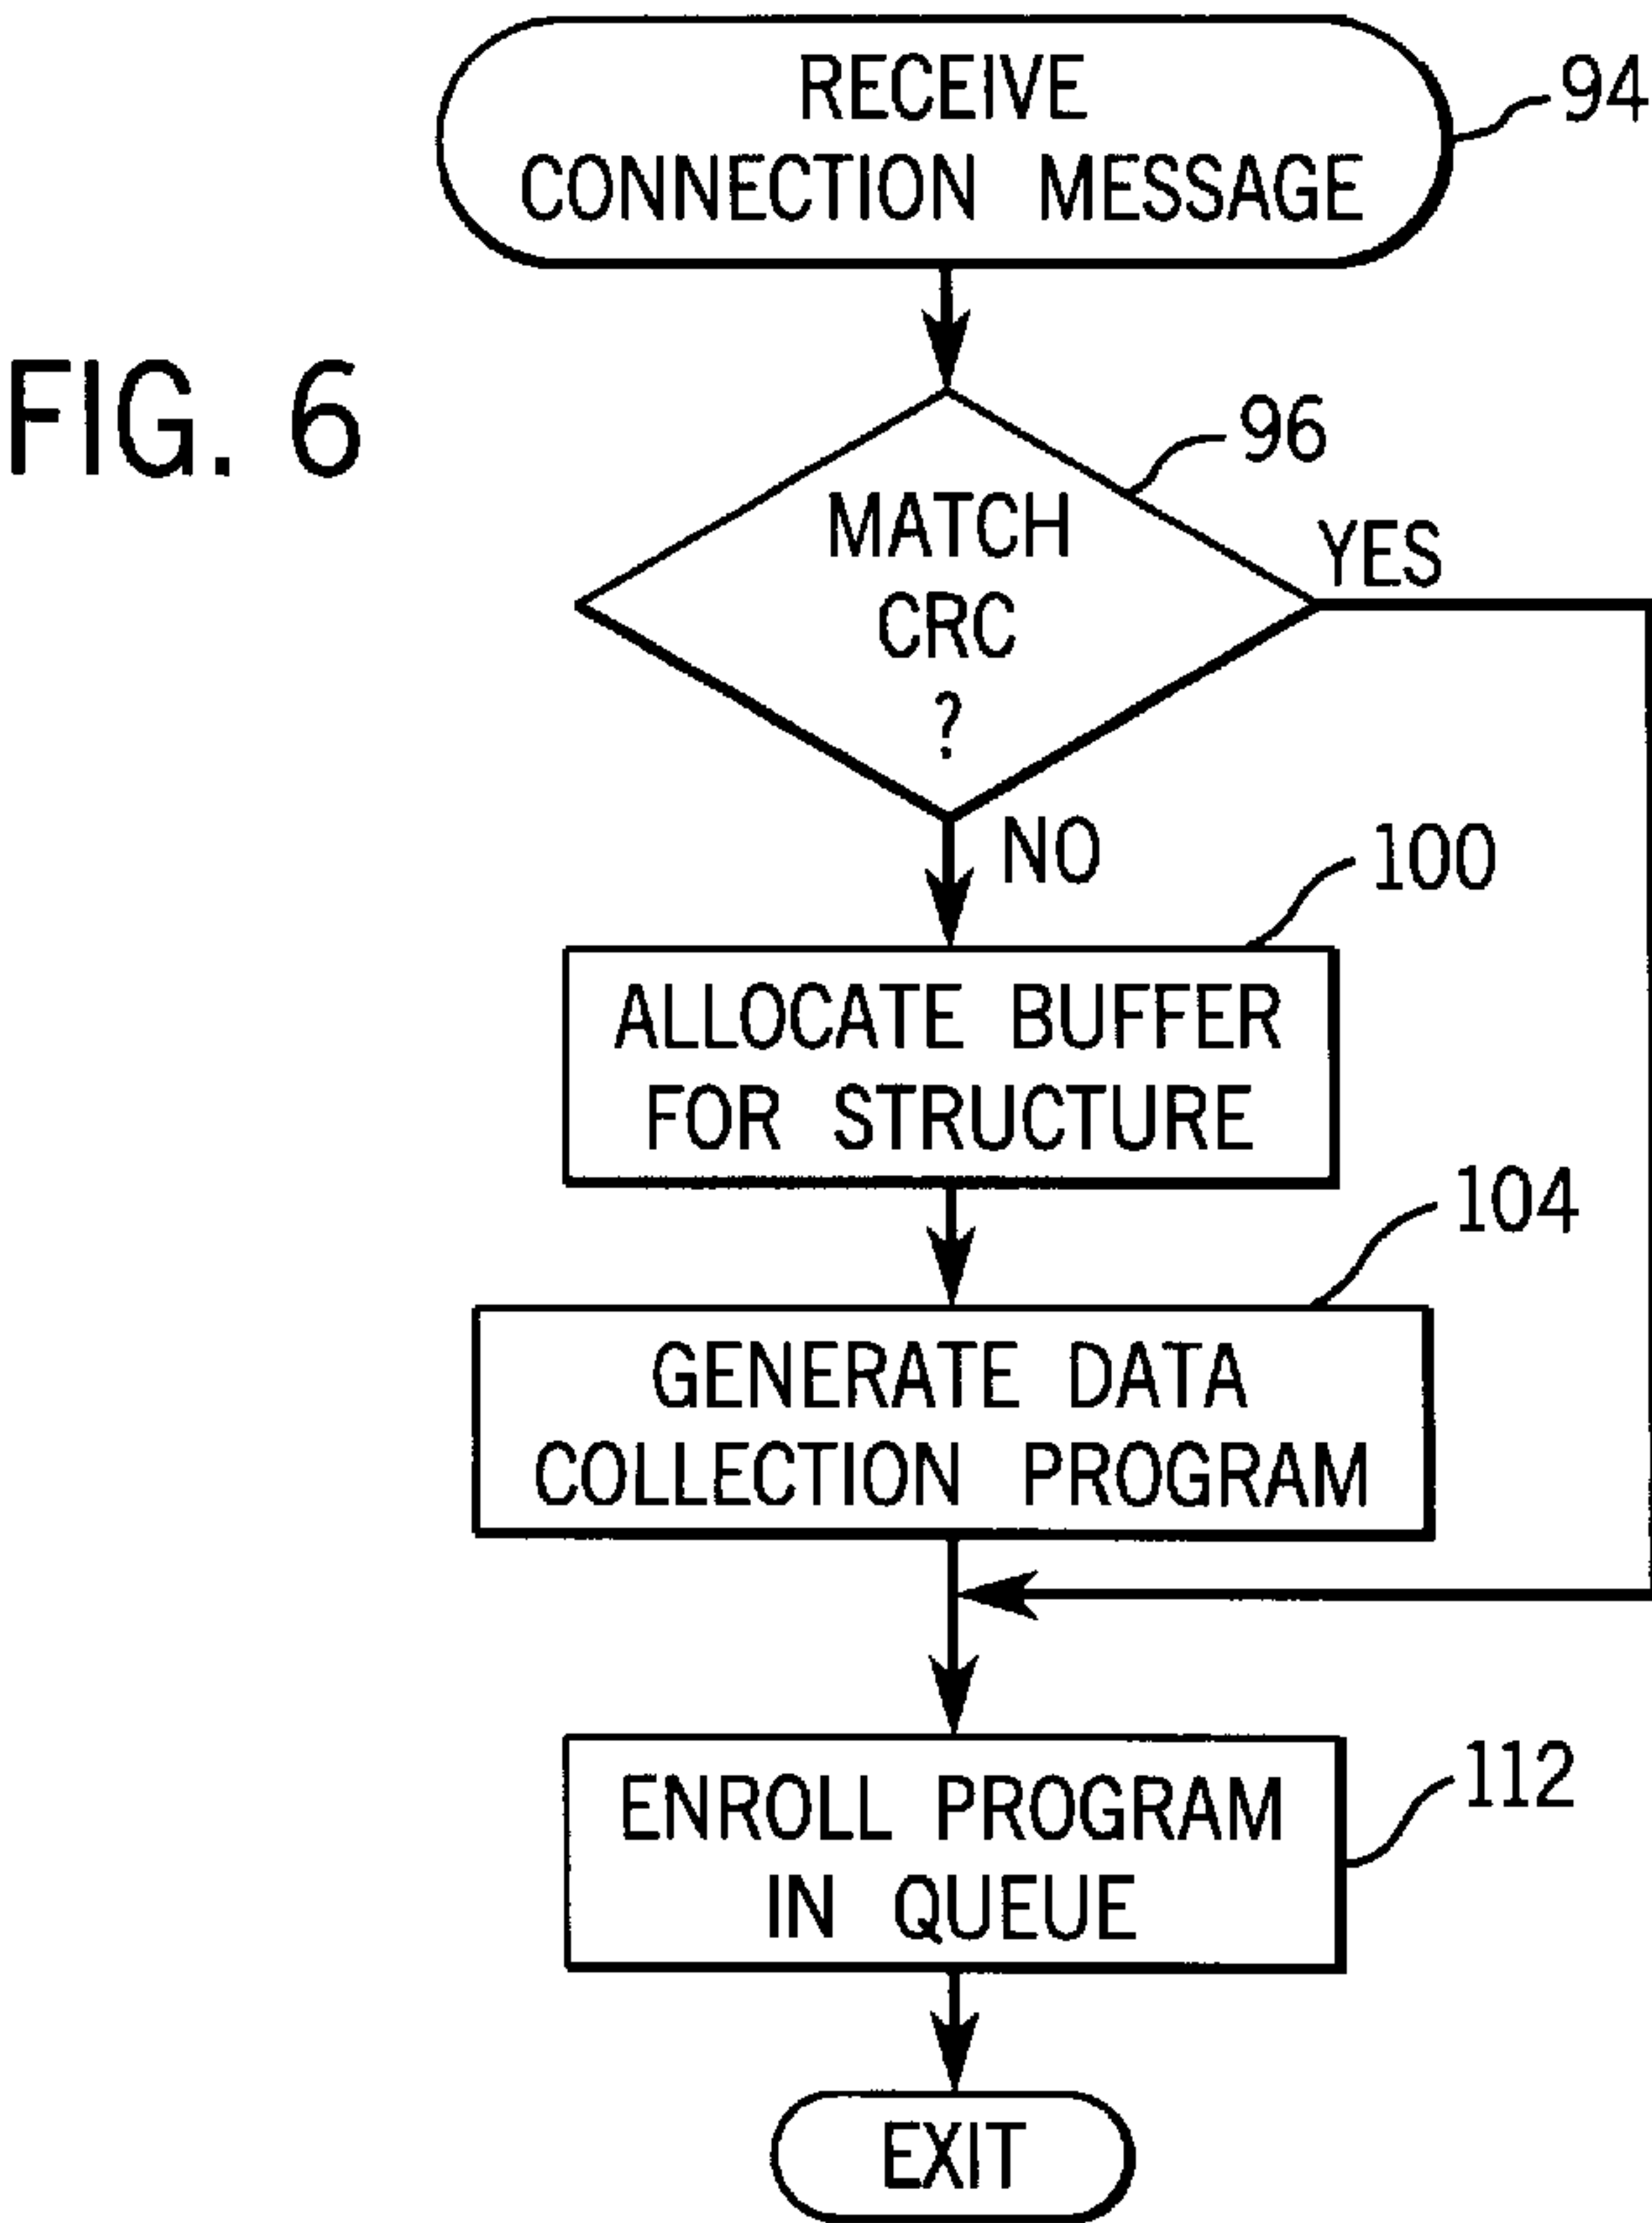 RECEIVE
CONNECTION MESSAGE
94
FIG. 6
96
MATCH
CRC
?
YES
NO
100
ALLOCATE BUFFER
FOR STRUCTURE
104
GENERATE DATA
COLLECTION PROGRAM
112
ENROLL PROGRAM
IN QUEUE
EXIT